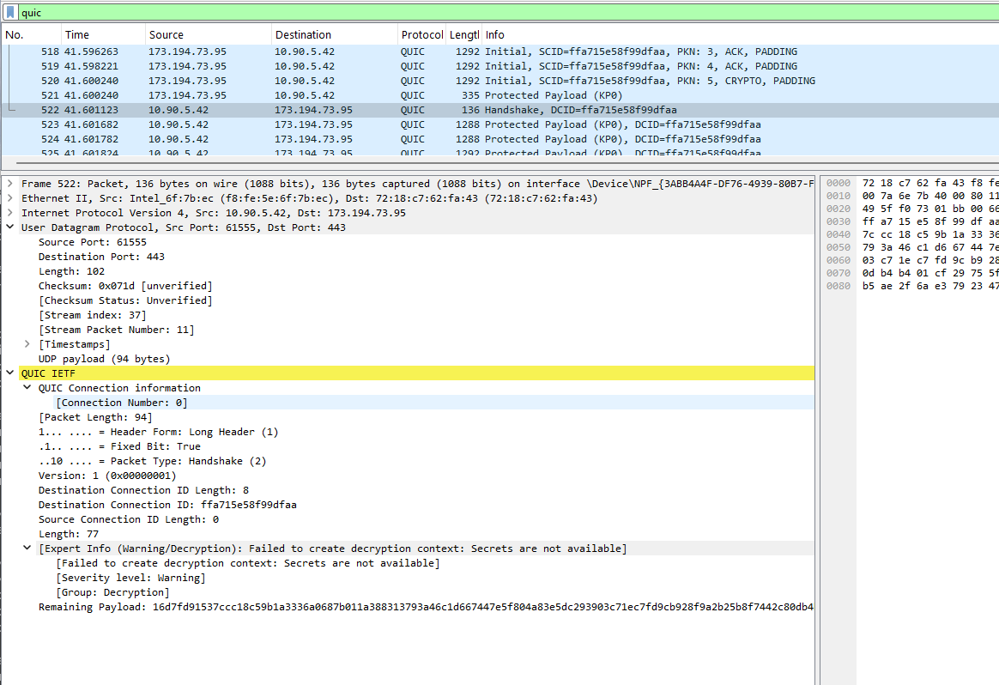 quic
No. Time Source Destination Protocol Lengtl Info
518 41.596263 173.194.73.95 10.90.5.42 QUIC 1292 Initial, SCID=ffa715e58f99dfaa, PKN: 3, ACK, PADDING
519 41.598221 173.194.73.95 10.90.5.42 QUIC 1292 Initial, SCID=ffa715e58f99dfaa, PKN: 4, ACK, PADDING
520 41.600240 173.194.73.95 10.90.5.42 QUIC 1292 Initial, SCID=ffa715e58f99dfaa, PKN: 5, CRYPTO, PADDING
521 41.600240 173.194.73.95 10.90.5.42 QUIC 335 Protected Payload (KP0)
522 41.601123 10.90.5.42 173.194.73.95 QUIC 136 Handshake, DCID=ffa715e58f99dfaa
523 41.601682 10.90.5.42 173.194.73.95 QUIC 1288 Protected Payload (KP0), DCID=ffa715e58f99dfaa
524 41.601782 10.90.5.42 173.194.73.95 QUIC 1288 Protected Payload (KP0), DCID=ffa715e58f99dfaa
525 41.601824 10.90.5.42 173.194.73.95 QUIC 1292 Protected Payload (KP0), DCID=ffa715e58f99dfaa
Frame 522: Packet, 136 bytes on wire (1088 bits), 136 bytes captured (1088 bits) on interface \Device\NPF_{3ABB4A4F-DF76-4939-80B7-F
Ethernet II, Src: Intel_6f:7b:ec (f8:fe:5e:6f:7b:ec), Dst: 72:18:c7:62:fa:43 (72:18:c7:62:fa:43)
Internet Protocol Version 4, Src: 10.90.5.42, Dst: 173.194.73.95
User Datagram Protocol, Src Port: 61555, Dst Port: 443
Source Port: 61555
Destination Port: 443
Length: 102
Checksum: 0x071d [unverified]
[Checksum Status: Unverified]
[Stream index: 37]
[Stream Packet Number: 11]
[Timestamps]
UDP payload (94 bytes)
QUIC IETF
QUIC Connection information
[Connection Number: 0]
[Packet Length: 94]
1... .... = Header Form: Long Header (1)
.1.. .... = Fixed Bit: True
..10 .... = Packet Type: Handshake (2)
Version: 1 (0x00000001)
Destination Connection ID Length: 8
Destination Connection ID: ffa715e58f99dfaa
Source Connection ID Length: 0
Length: 77
[Expert Info (Warning/Decryption): Failed to create decryption context: Secrets are not available]
[Failed to create decryption context: Secrets are not available]
[Severity level: Warning]
[Group: Decryption]
Remaining Payload: 16d7fd91537ccc18c59b1a3336a0687b011a388313793a46c1d667447e5f804a83e5dc293903c71ec7fd9cb928f9a2b25b8f7442c80db4
0000 72 18 c7 62 fa 43 f8 fe
0010 00 7a 6e 7b 40 00 80 11
0020 49 5f f0 73 01 bb 00 66
0030 ff a7 15 e5 8f 99 df aa
0040 7c cc 18 c5 9b 1a 33 36
0050 79 3a 46 c1 d6 67 44 7e
0060 03 c7 1e c7 fd 9c b9 28
0070 0d b4 b4 01 cf 29 75 5f
0080 b5 ae 2f 6a e3 79 23 47